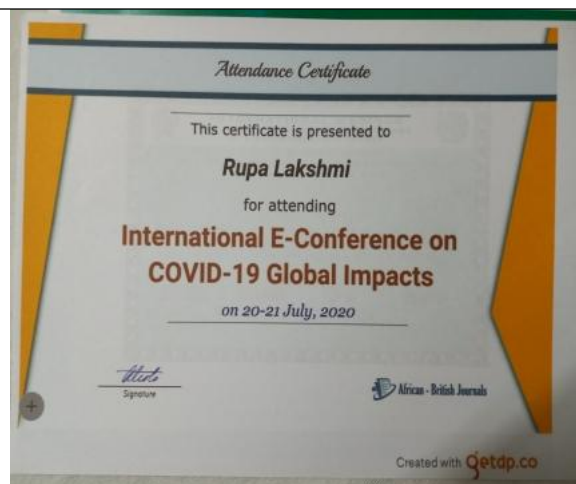 Attendance Certificate
This certificate is presented to
Rupa Lakshmi
for attending
International E-Conference on
COVID-19 Global Impacts
on 20-21 July, 2020
Signature
African - British Journals
Created with Getdp.co